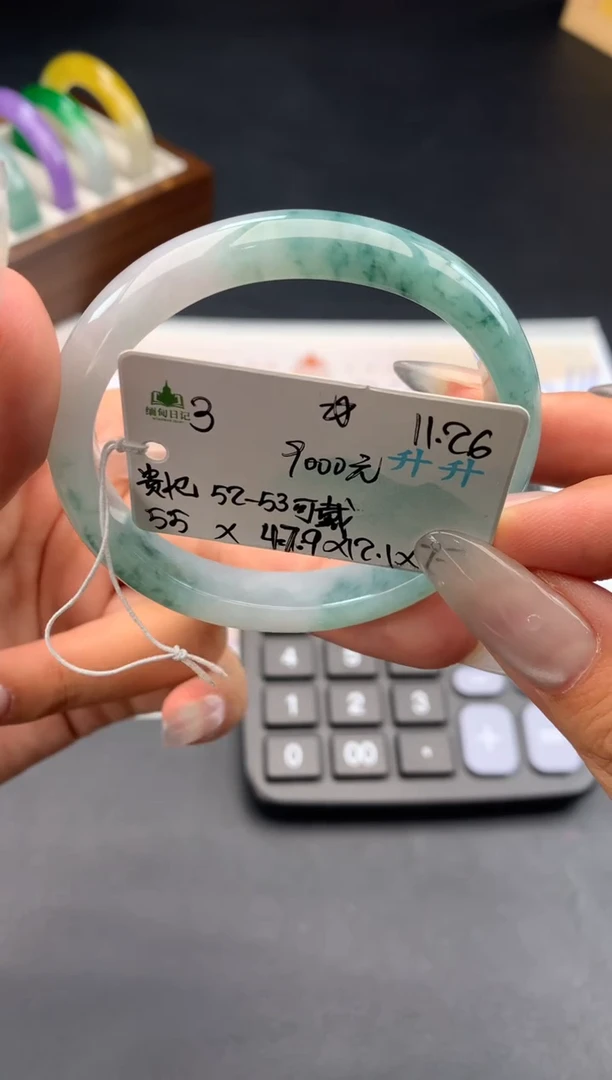 缅甸日记
3
11.26
9000元 升升
贵妃 52-53可戴
55 x 47.9x12.1x
4
1 2 3
0 00 .